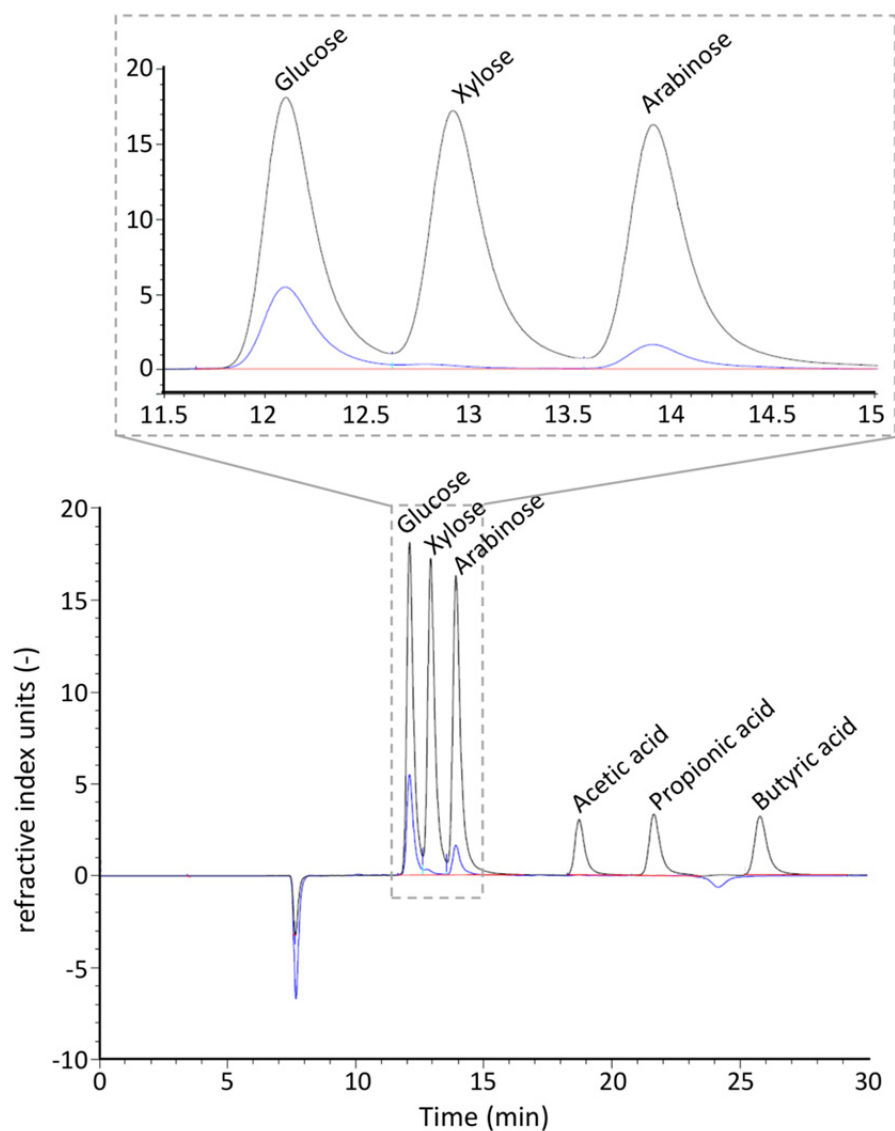 Glucose
Xylose
Arabinose
20
15
10
5
0
11.5 12 12.5 13 13.5 14 14.5 15
Glucose
Xylose
Arabinose
Acetic acid
Propionic acid
Butyric acid
refractive index units (-)
20
15
10
5
0
-5
-10
0 5 10 15 20 25 30
Time (min)